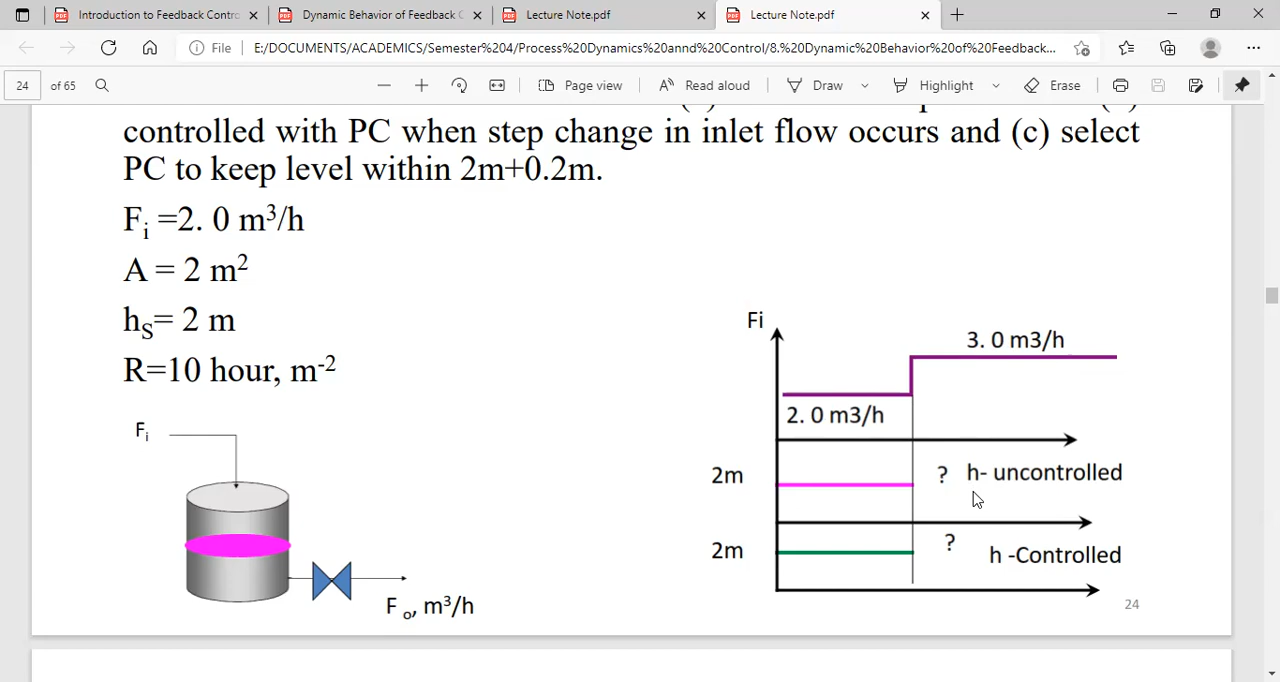 Introduction to Feedback Contro
Dynamic Behavior of Feedback C
Lecture Note.pdf
Lecture Note.pdf
File
E:/DOCUMENTS/ACADEMICS/Semester%204/Process%20Dynamics%20annd%20Control/8.%20Dynamic%20Behavior%20of%20Feedback...
24 of 65
Page view
Read aloud
Draw
Highlight
Erase
controlled with PC when step change in inlet flow occurs and (c) select
PC to keep level within 2m+0.2m.
Fi =2. 0 m³/h
A = 2 m²
hS= 2 m
R=10 hour, m⁻²
Fi
3. 0 m3/h
2. 0 m3/h
2m
? h- uncontrolled
2m
? h -Controlled
Fi
F o, m³/h
24